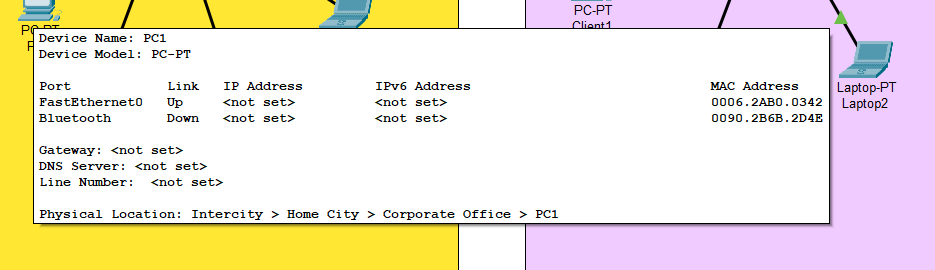 PC-PT
PC-PT
Client1
Device Name: PC1
Device Model: PC-PT
Port Link IP Address IPv6 Address MAC Address
FastEthernet0 Up <not set> <not set> 0006.2AB0.0342
Bluetooth Down <not set> <not set> 0090.2B6B.2D4E
Gateway: <not set>
DNS Server: <not set>
Line Number: <not set>
Physical Location: Intercity > Home City > Corporate Office > PC1
Laptop-PT
Laptop2